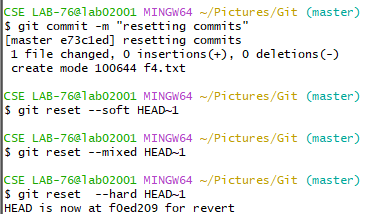 CSE LAB-76@lab02001 MINGW64 ~/Pictures/Git (master)
$ git commit -m "resetting commits"
[master e73c1ed] resetting commits
 1 file changed, 0 insertions(+), 0 deletions(-)
 create mode 100644 f4.txt
CSE LAB-76@lab02001 MINGW64 ~/Pictures/Git (master)
$ git reset --soft HEAD~1
CSE LAB-76@lab02001 MINGW64 ~/Pictures/Git (master)
$ git reset --mixed HEAD~1
CSE LAB-76@lab02001 MINGW64 ~/Pictures/Git (master)
$ git reset  --hard HEAD~1
HEAD is now at f0ed209 for revert